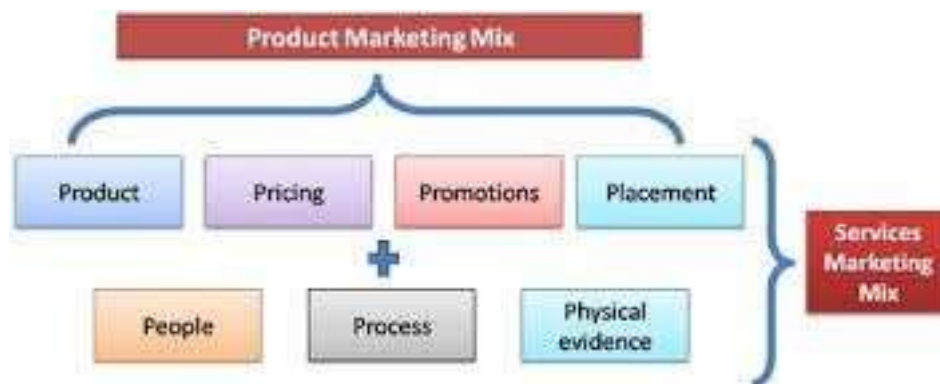 Product Marketing Mix
Product
Pricing
Promotions
Placement
Services
Marketing
Mix
People
Process
Physical
evidence